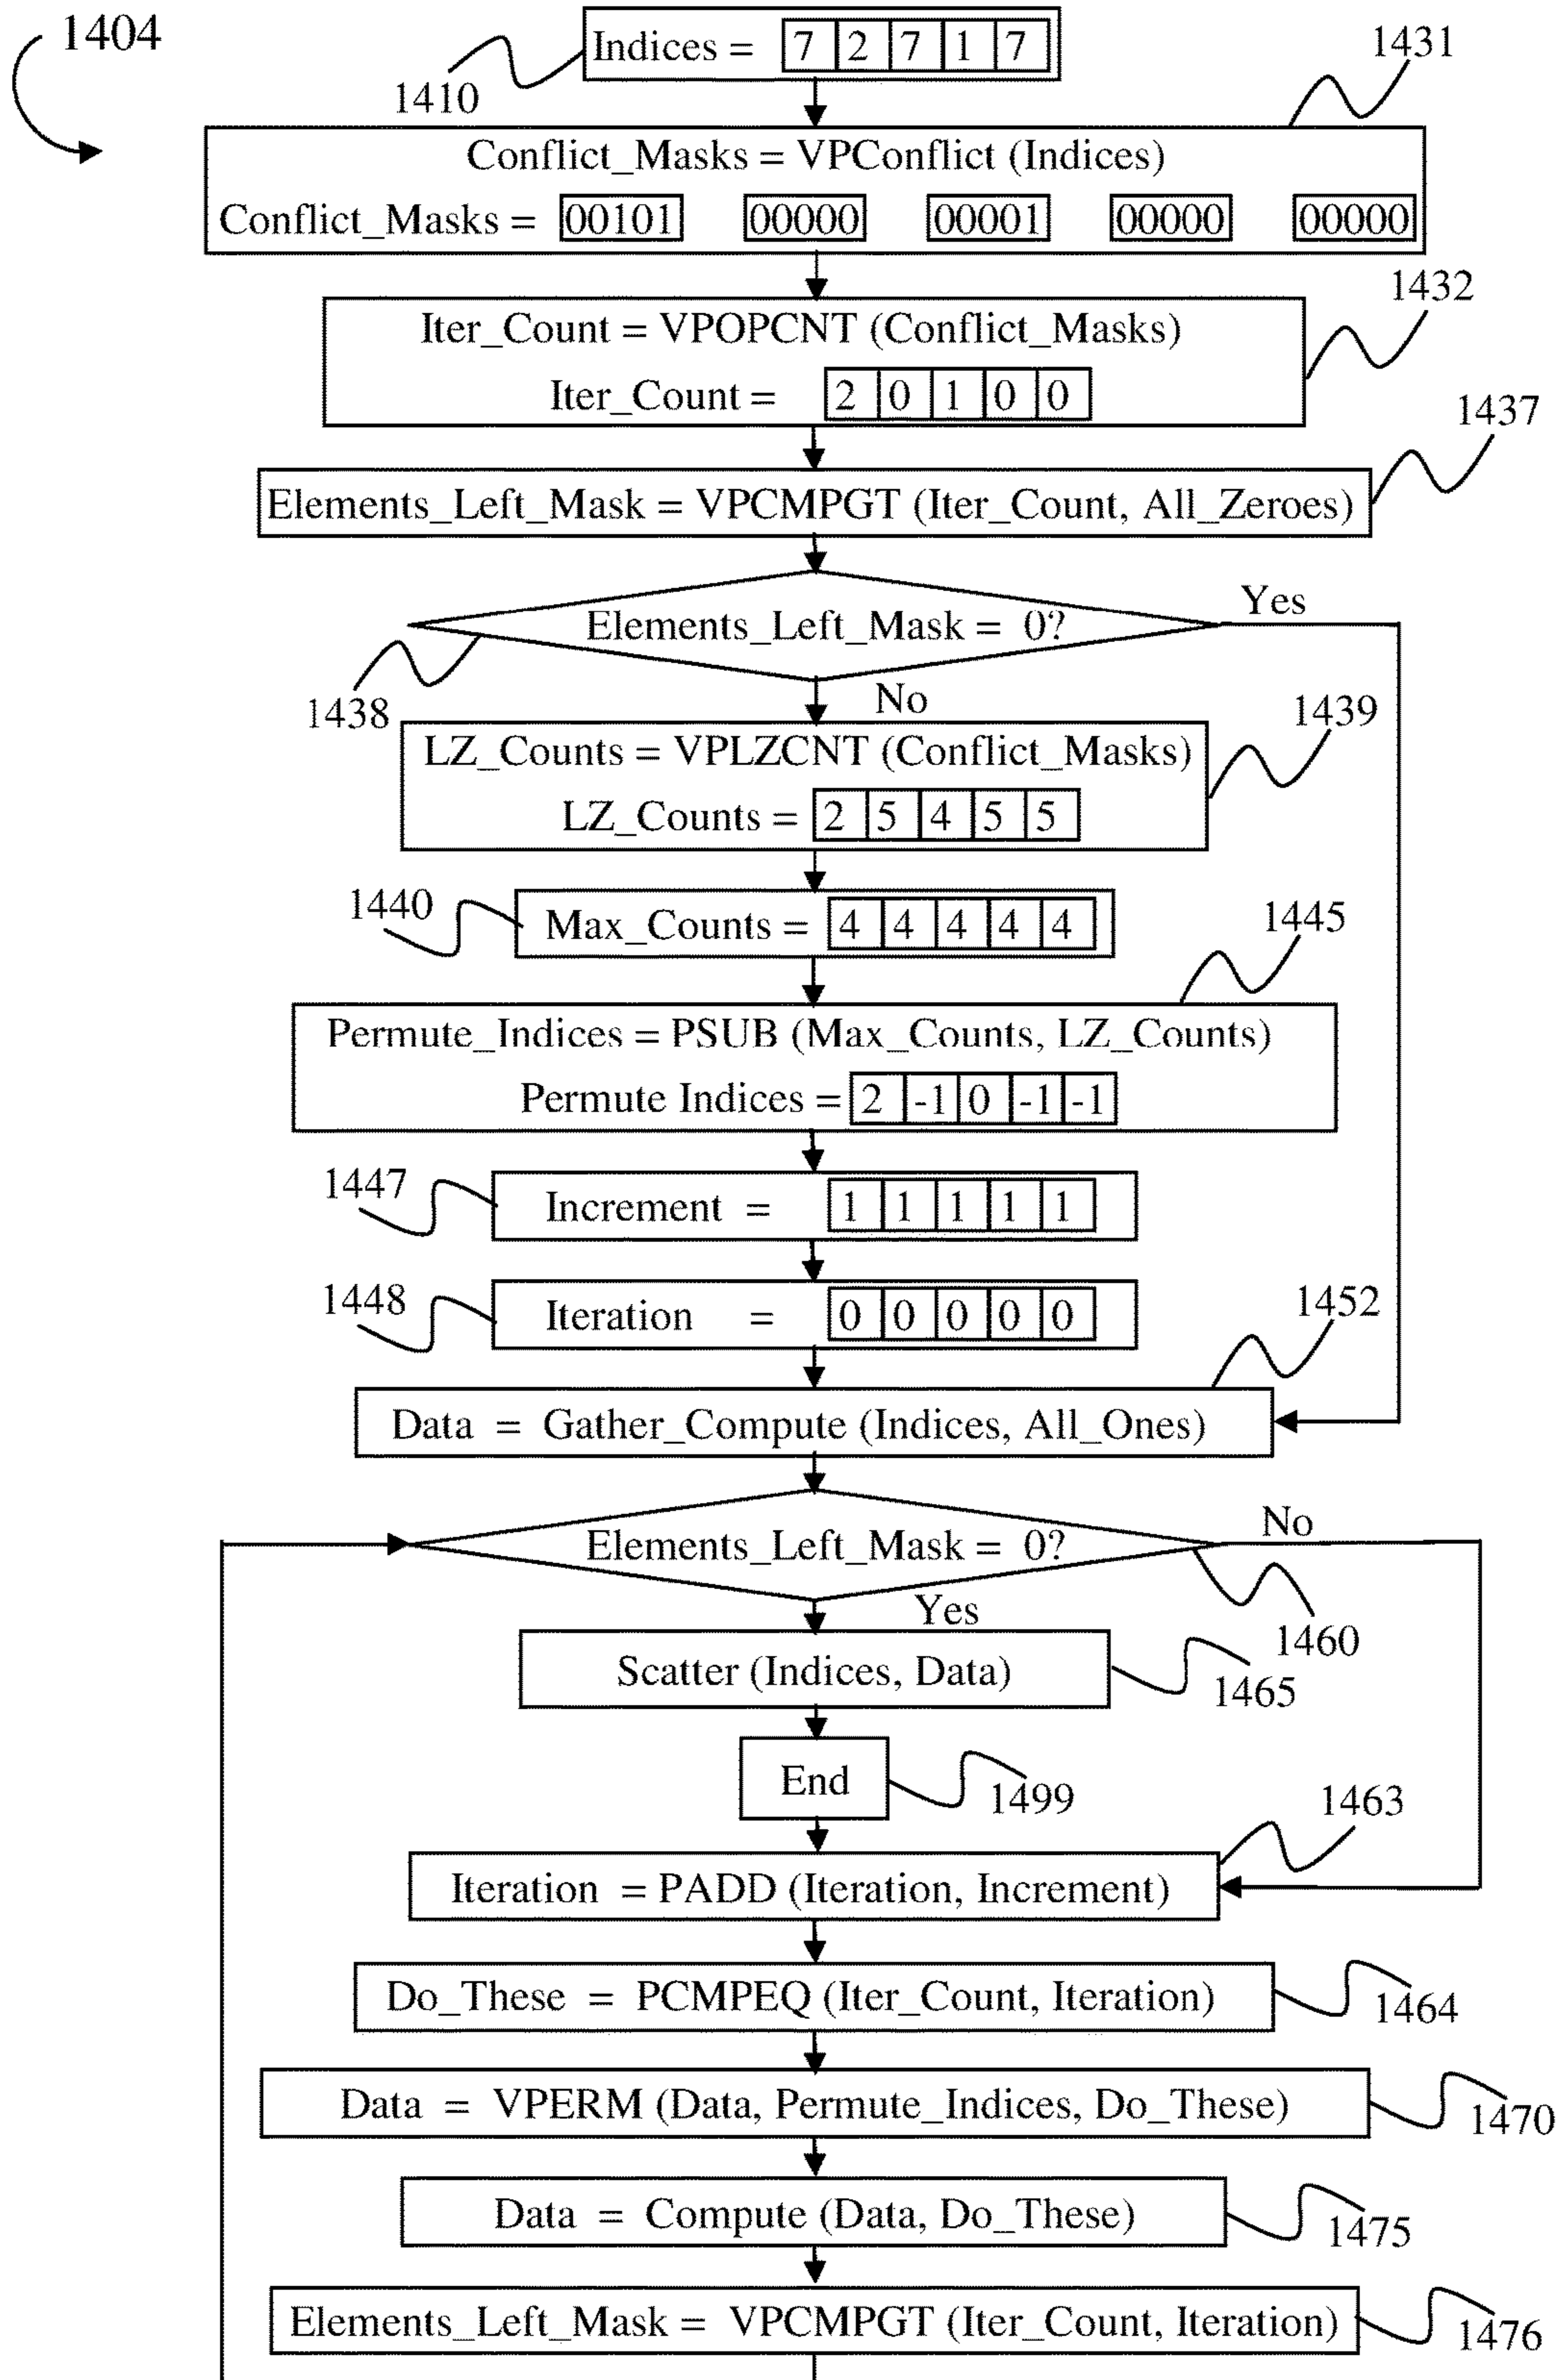 1404
Indices = 7 2 7 1 7
1410
1431
Conflict_Masks = VPConflict (Indices)
Conflict_Masks = 00101 00000 00001 00000 00000
1432
Iter_Count = VPOPCNT (Conflict_Masks)
Iter_Count = 2 0 1 0 0
1437
Elements_Left_Mask = VPCMPGT (Iter_Count, All_Zeroes)
Elements_Left_Mask = 0?
Yes
1438
No
1439
LZ_Counts = VPLZCNT (Conflict_Masks)
LZ_Counts = 2 5 4 5 5
1440
Max_Counts = 4 4 4 4 4
1445
Permute_Indices = PSUB (Max_Counts, LZ_Counts)
Permute Indices = 2 -1 0 -1 -1
1447
Increment = 1 1 1 1 1
1448
Iteration = 0 0 0 0 0
1452
Data = Gather_Compute (Indices, All_Ones)
Elements_Left_Mask = 0?
No
Yes
1460
Scatter (Indices, Data)
1465
End
1499
1463
Iteration = PADD (Iteration, Increment)
Do_These = PCMPEQ (Iter_Count, Iteration)
1464
Data = VPERM (Data, Permute_Indices, Do_These)
1470
Data = Compute (Data, Do_These)
1475
Elements_Left_Mask = VPCMPGT (Iter_Count, Iteration)
1476